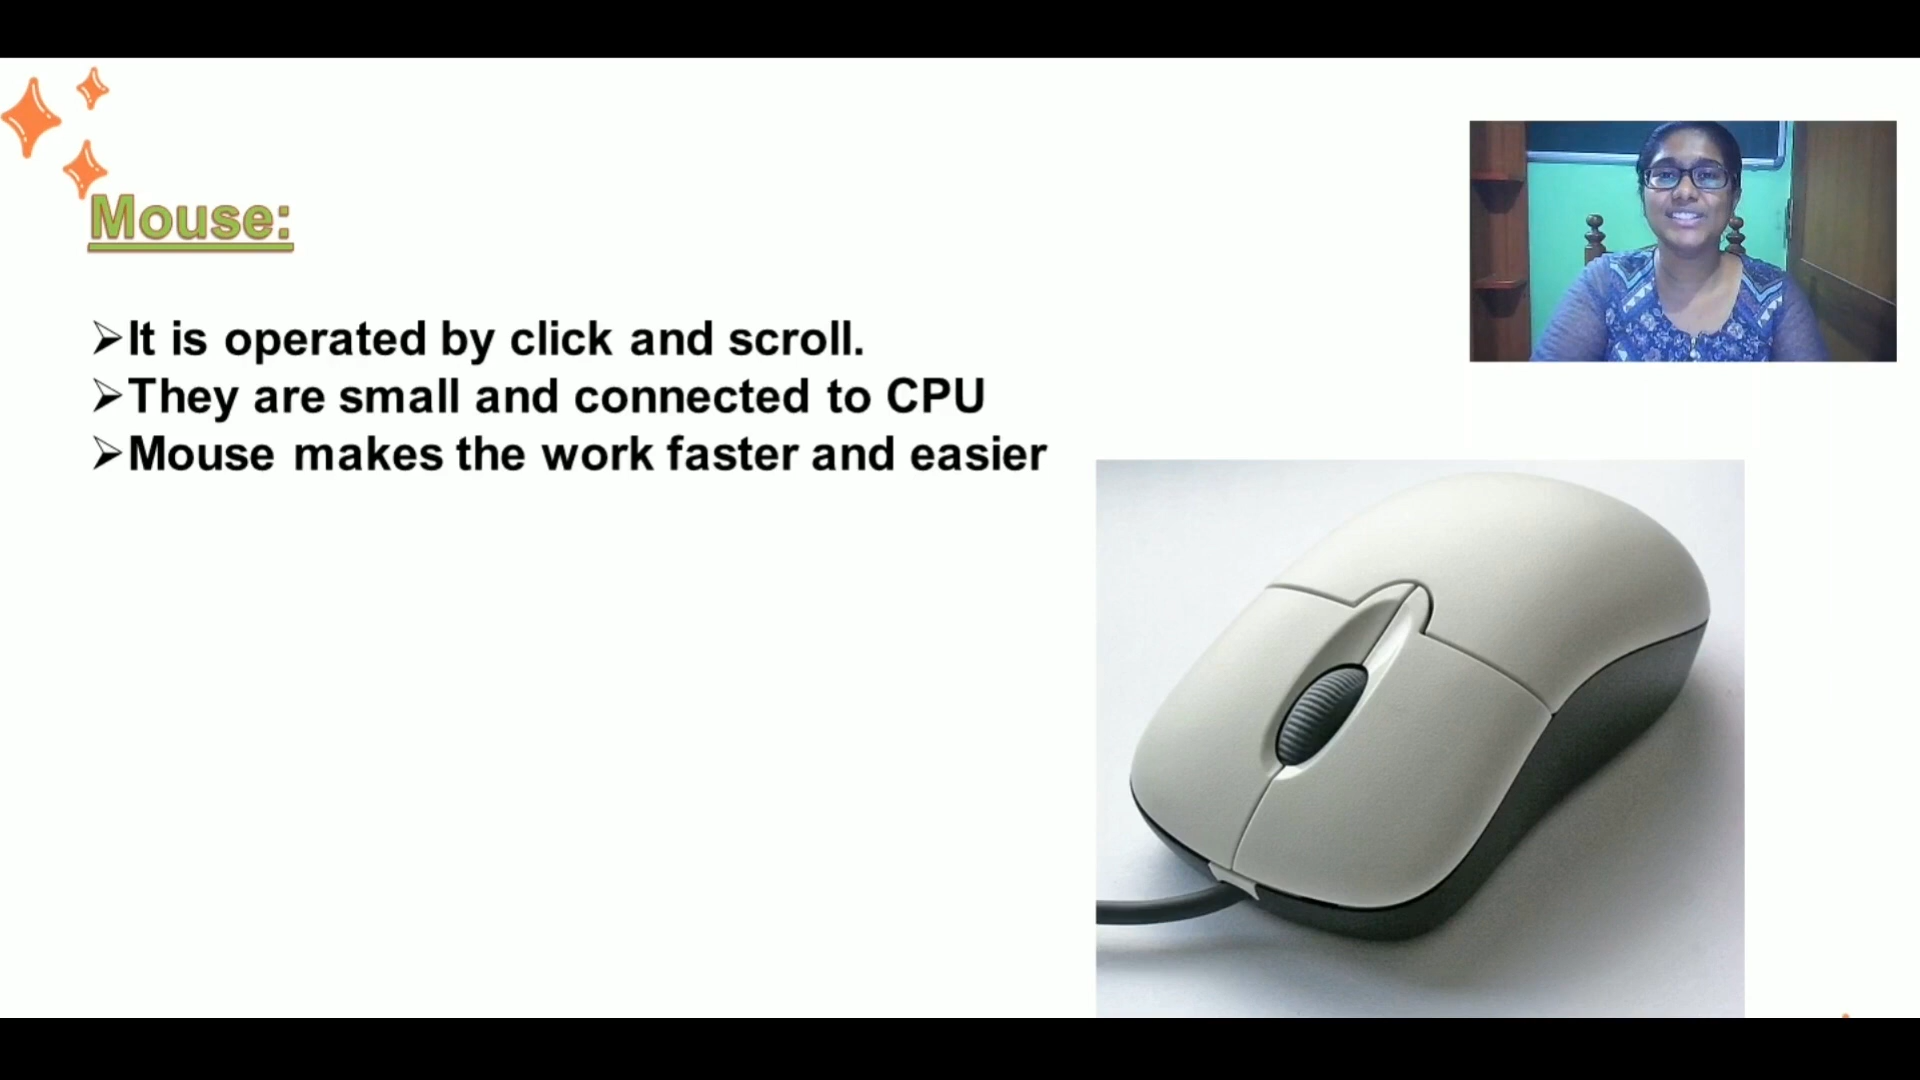 Mouse:
➢It is operated by click and scroll.
➢They are small and connected to CPU
➢Mouse makes the work faster and easier